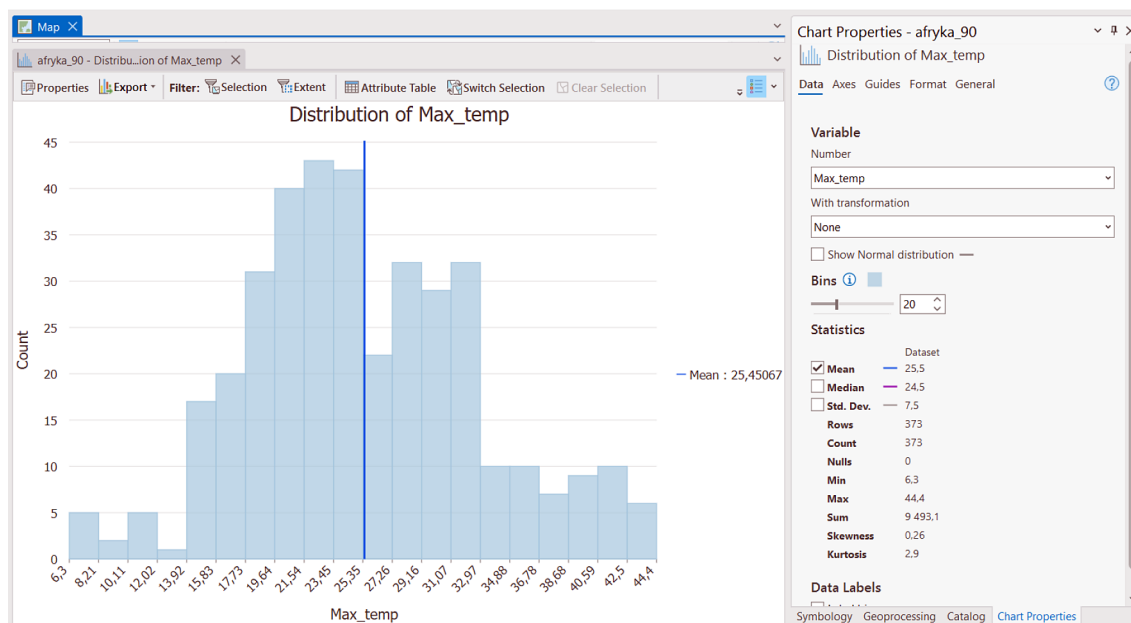 Map
afryka_90 - Distribu...ion of Max_temp
Properties Export Filter: Selection Extent Attribute Table Switch Selection Clear Selection
Distribution of Max_temp
45
40
35
30
25
20
15
10
5
0
Count
6,3 8,21 10,11 12,02 13,92 15,83 17,73 19,64 21,54 23,45 25,35 27,26 29,16 31,07 32,97 34,88 36,78 38,68 40,59 42,5 44,4
Max_temp
Mean : 25,45067
Chart Properties - afryka_90
Distribution of Max_temp
Data Axes Guides Format General
Variable
Number
Max_temp
With transformation
None
Show Normal distribution
Bins
20
Statistics
Dataset
Mean 25,5
Median 24,5
Std. Dev. 7,5
Rows 373
Count 373
Nulls 0
Min 6,3
Max 44,4
Sum 9 493,1
Skewness 0,26
Kurtosis 2,9
Data Labels
Symbology Geoprocessing Catalog Chart Properties